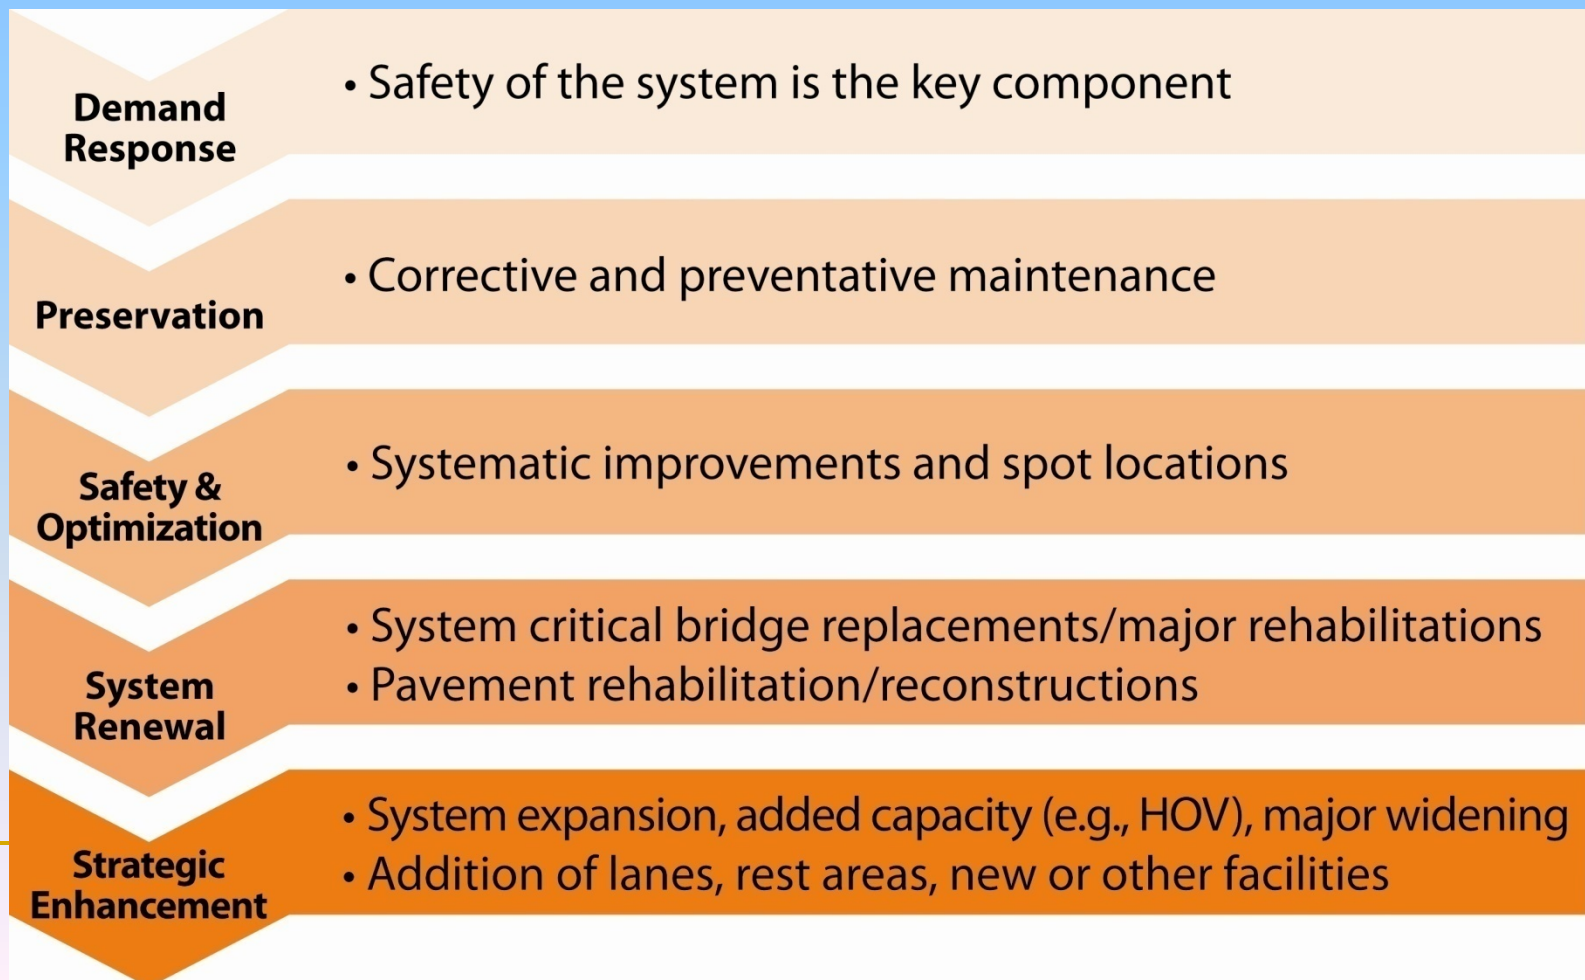 Demand
Response
• Safety of the system is the key component
Preservation
• Corrective and preventative maintenance
Safety &
Optimization
• Systematic improvements and spot locations
System
Renewal
• System critical bridge replacements/major rehabilitations
• Pavement rehabilitation/reconstructions
Strategic
Enhancement
• System expansion, added capacity (e.g., HOV), major widening
• Addition of lanes, rest areas, new or other facilities